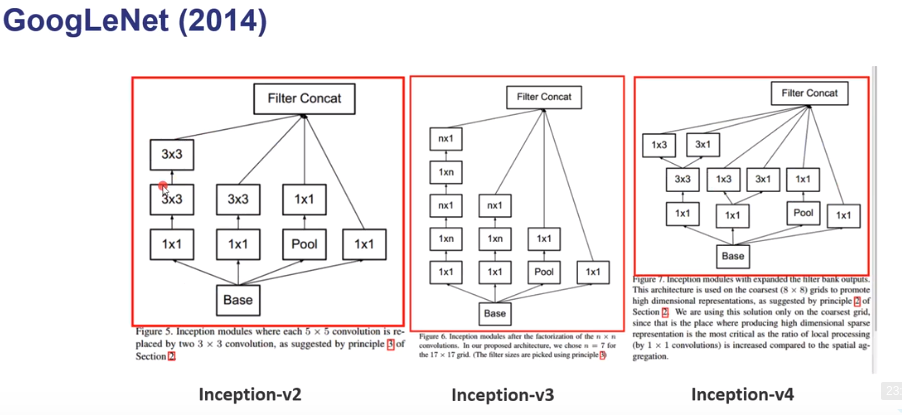 GoogLeNet (2014)
Filter Concat
3x3
3x3
3x3
1x1
1x1
1x1
Pool
1x1
Base
Figure 5. Inception modules where each 5 × 5 convolution is re-
placed by two 3 × 3 convolution, as suggested by principle 3 of
Section 2.
Filter Concat
nx1
1xn
nx1
nx1
1xn
1xn
1x1
1x1
1x1
Pool
1x1
Base
Figure 6. Inception modules after the factorization of the n × n
convolutions. In our proposed architecture, we chose n = 7 for
the 17 × 17 grid. (The filter sizes are picked using principle 3)
Filter Concat
1x3
3x1
3x3
1x3
3x1
1x1
1x1
1x1
Pool
1x1
Base
Figure 7. Inception modules with expanded the filter bank outputs.
This architecture is used on the coarsest (8 × 8) grids to promote
high dimensional representations, as suggested by principle 2 of
Section 2. We are using this solution only on the coarsest grid,
since that is the place where producing high dimensional sparse
representation is the most critical as the ratio of local processing
(by 1 × 1 convolutions) is increased compared to the spatial ag-
gregation.
Inception-v2
Inception-v3
Inception-v4